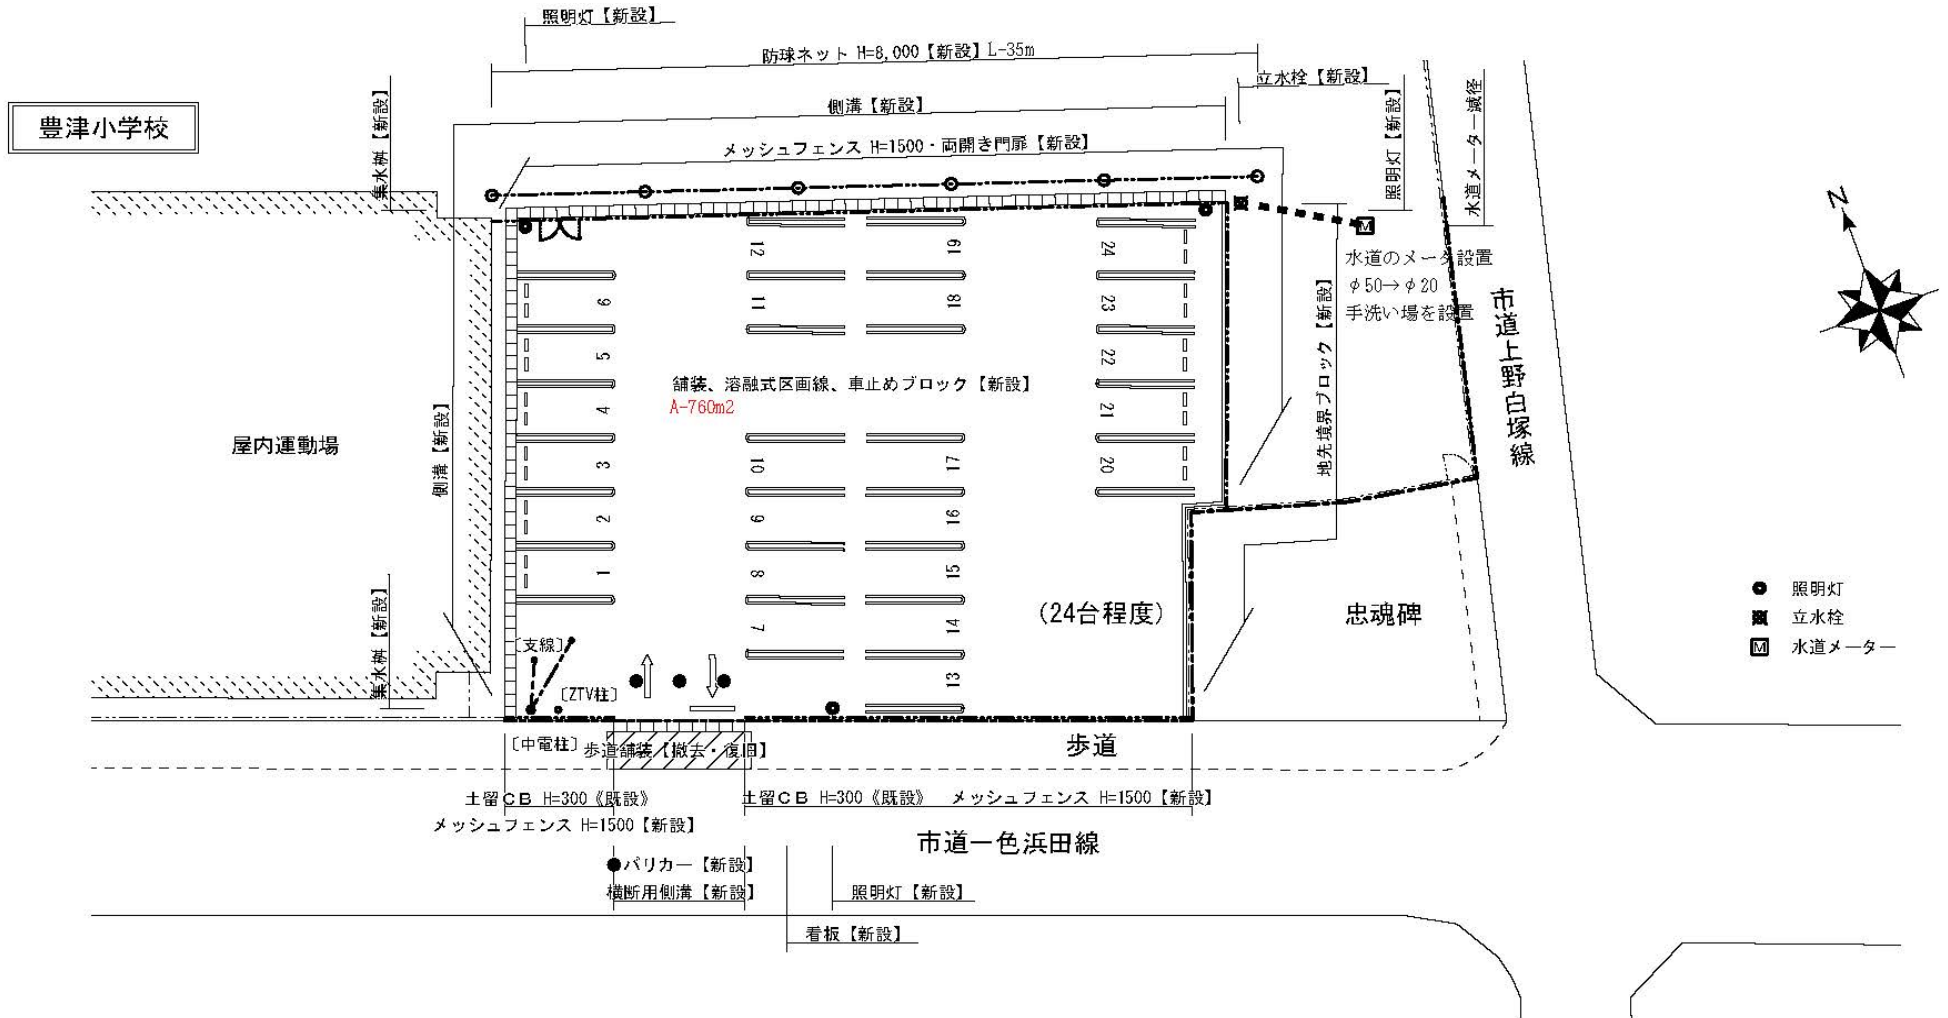 照明灯【新設】
防球ネット H=8,000【新設】L-35m
立水栓【新設】
側溝【新設】
メッシュフェンス H=1500・両開き門扉【新設】
豊津小学校
集水桝【新設】
照明灯【新設】
水道メーター減径
N
M
水道のメータ設置
φ50→φ20
手洗い場を設置
市道上野白塚線
地先境界ブロック【新設】
12
19
24
6
11
18
23
5
22
舗装、溶融式区画線、車止めブロック【新設】
A-760m2
4
21
側溝【新設】
屋内運動場
3
10
17
20
2
9
16
1
8
15
7
14
13
(24台程度)
忠魂碑
照明灯
立水栓
M 水道メーター
集水桝【新設】
〔支線〕
〔ZTV柱〕
〔中電柱〕
歩道舗装【撤去・復旧】
歩道
土留CB H=300《既設》
メッシュフェンス H=1500【新設】
土留CB H=300《既設》 メッシュフェンス H=1500【新設】
市道一色浜田線
●バリカー【新設】
横断用側溝【新設】
照明灯【新設】
看板【新設】